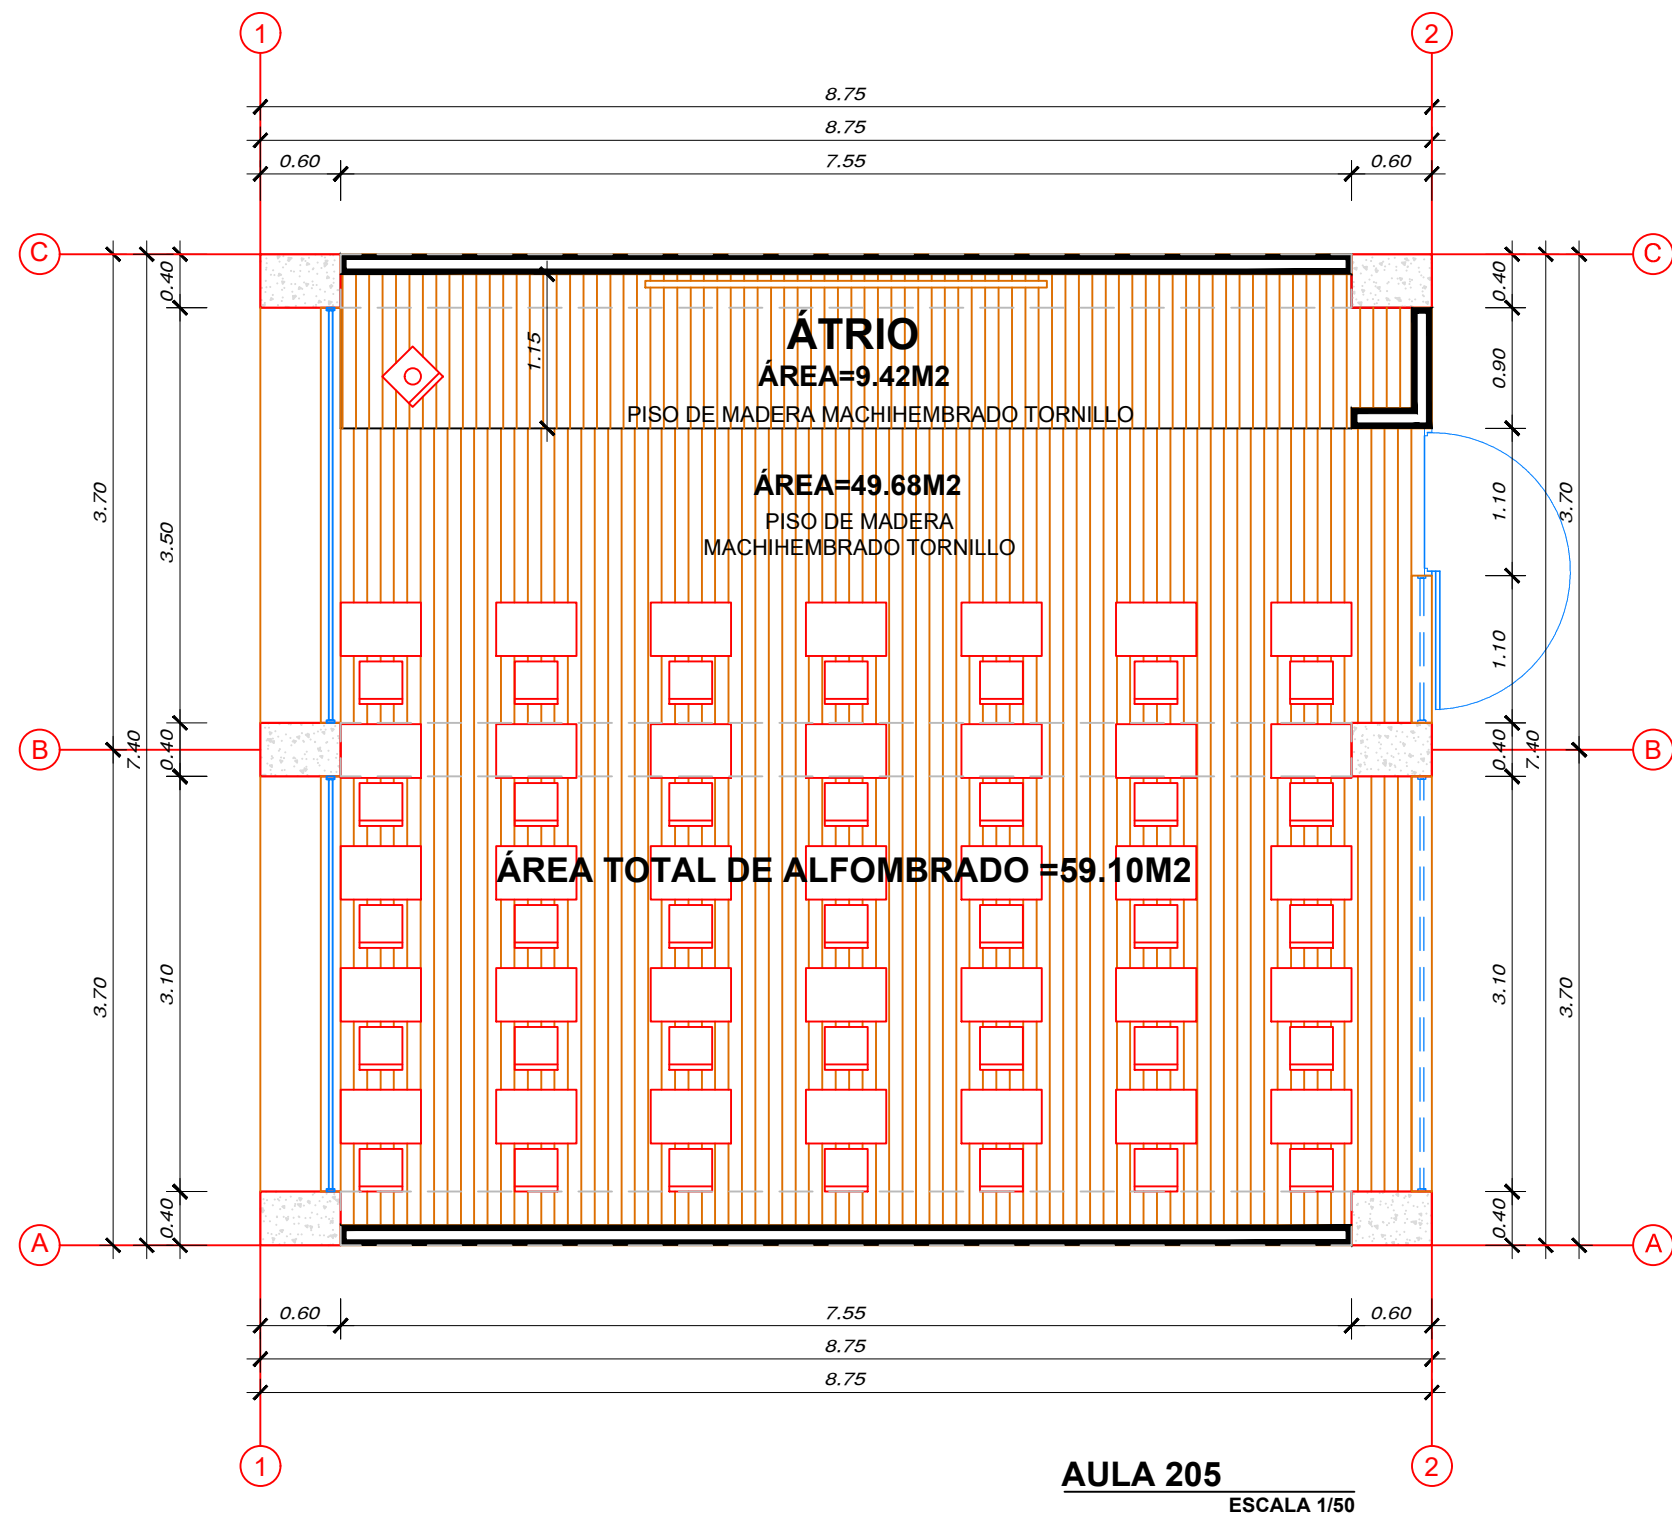 1
2
8.75
8.75
0.60
7.55
0.60
C
C
0.40
0.40
ÁTRIO
1.15
ÁREA=9.42M2
0.90
PISO DE MADERA MACHIHEMBRADO TORNILLO
ÁREA=49.68M2
3.70
3.50
1.10
3.70
PISO DE MADERA
MACHIHEMBRADO TORNILLO
1.10
B
7.40
0.40
0.40
7.40
B
ÁREA TOTAL DE ALFOMBRADO =59.10M2
3.70
3.10
3.10
3.70
0.40
0.40
A
A
0.60
7.55
0.60
8.75
8.75
1
2
AULA 205
ESCALA 1/50